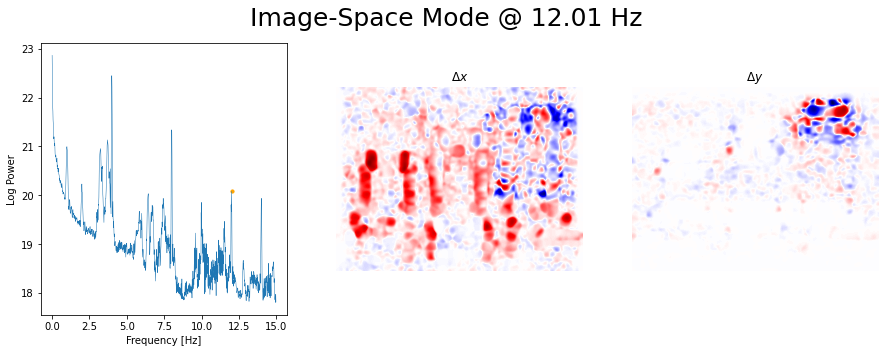 Image-Space Mode @ 12.01 Hz
Δx
Δy
23
22
21
20
19
18
Log Power
0.0 2.5 5.0 7.5 10.0 12.5 15.0
Frequency [Hz]